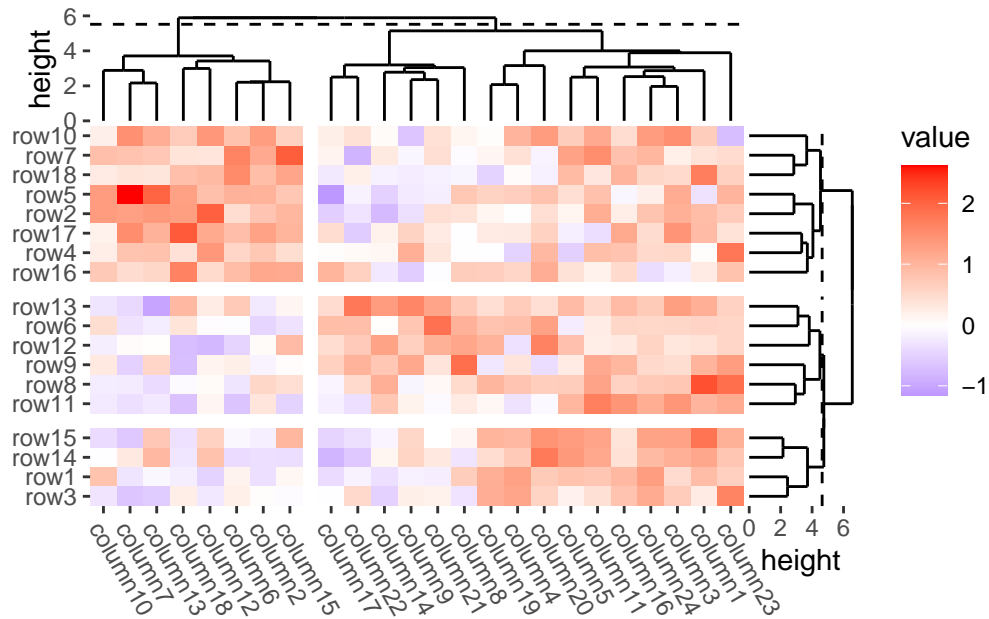 6
4
2
0
height
row10
row7
row18
row5
row2
row17
row4
row16
row13
row6
row12
row9
row8
row11
row15
row14
row1
row3
column10
column7
column13
column18
column12
column6
column2
column15
column17
column22
column14
column9
column21
column8
column19
column4
column20
column5
column11
column16
column24
column3
column1
column23
0 2 4 6
height
value
2
1
0
−1